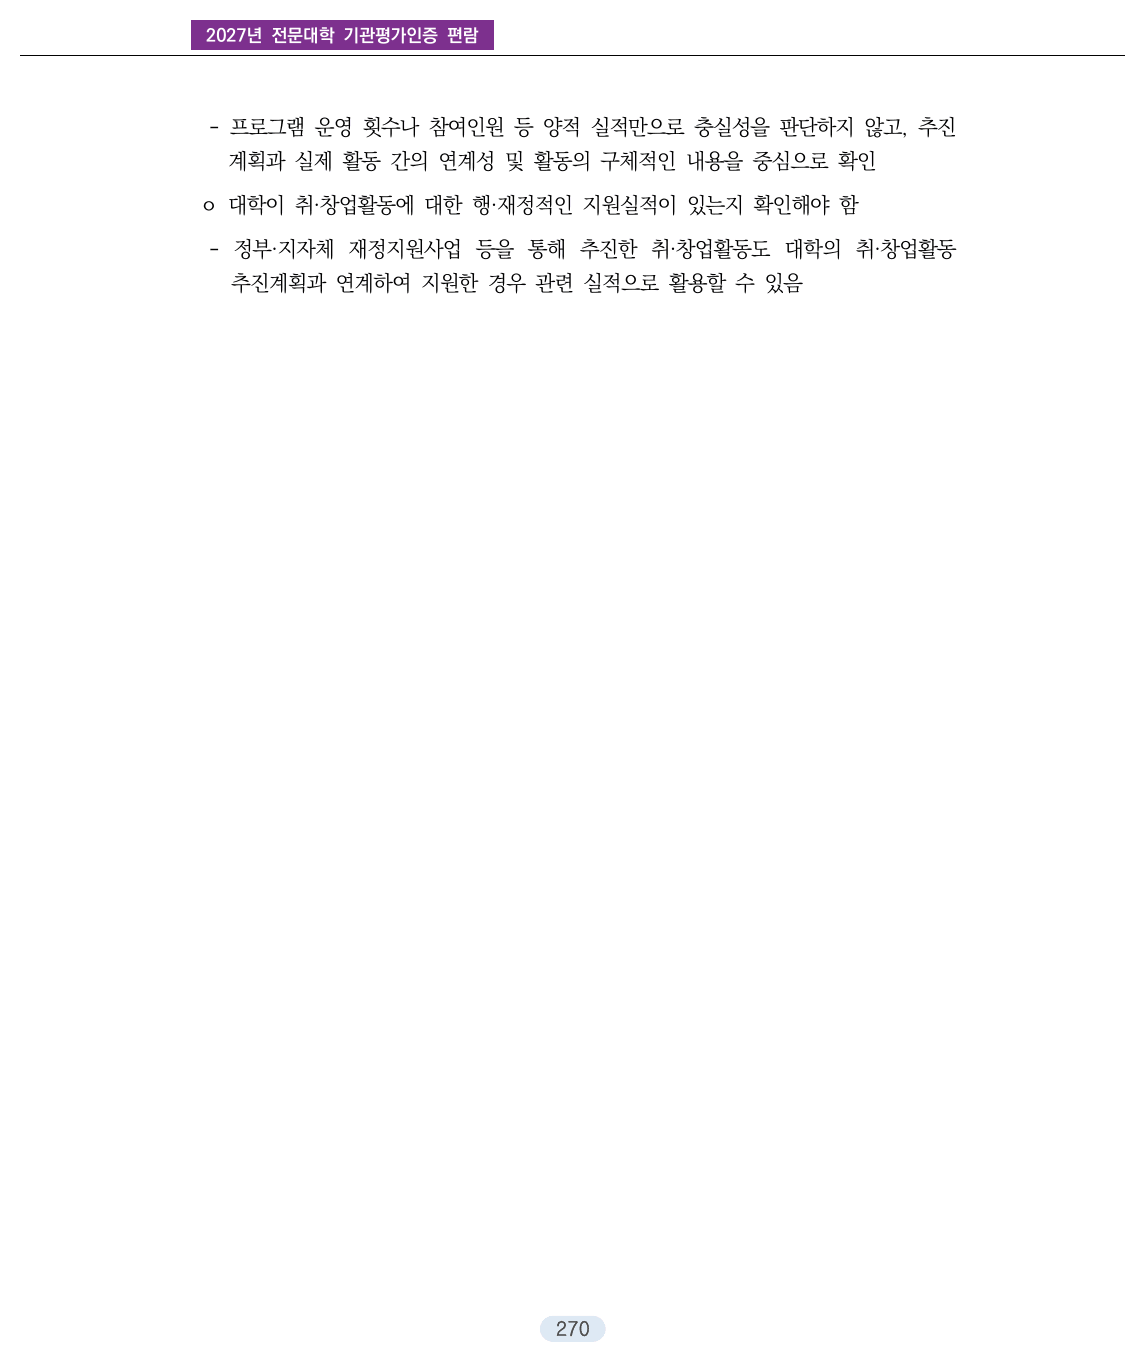 2027년 전문대학 기관평가인증 편람
- 프로그램 운영 횟수나 참여인원 등 양적 실적만으로 충실성을 판단하지 않고, 추진
계획과 실제 활동 간의 연계성 및 활동의 구체적인 내용을 중심으로 확인
ㅇ 대학이 취·창업활동에 대한 행·재정적인 지원실적이 있는지 확인해야 함
- 정부·지자체 재정지원사업 등을 통해 추진한 취·창업활동도 대학의 취·창업활동
추진계획과 연계하여 지원한 경우 관련 실적으로 활용할 수 있음
270